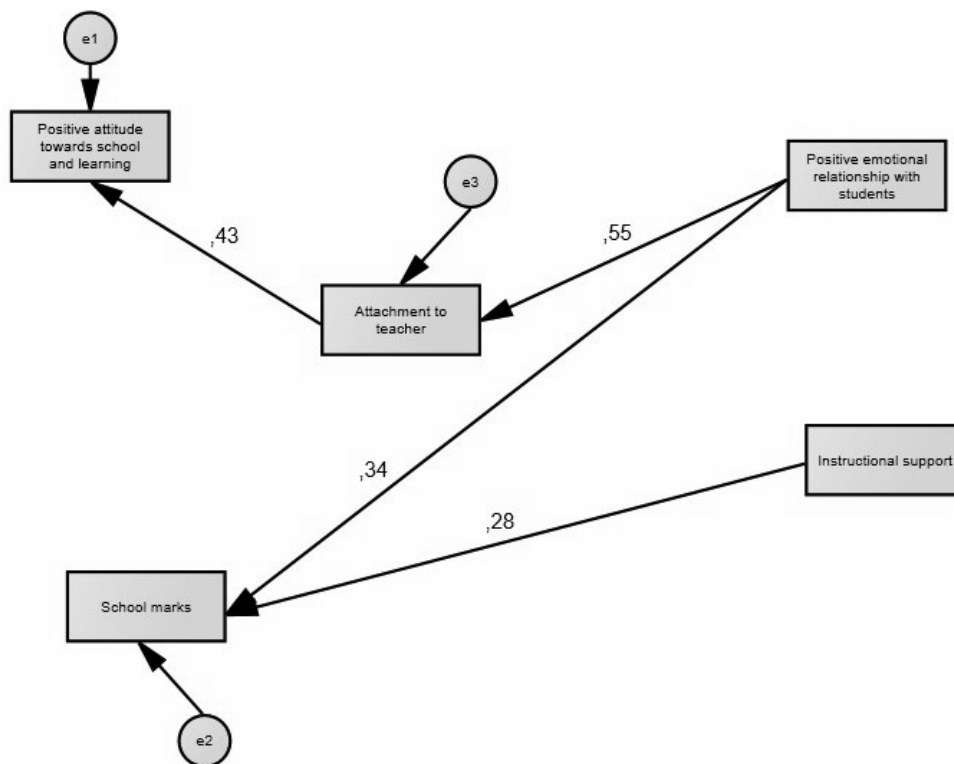 e1
Positive attitude
towards school
and learning
Positive emotional
relationship with
students
e3
,43
,55
Attachment to
teacher
Instructional support
,34
,28
School marks
e2